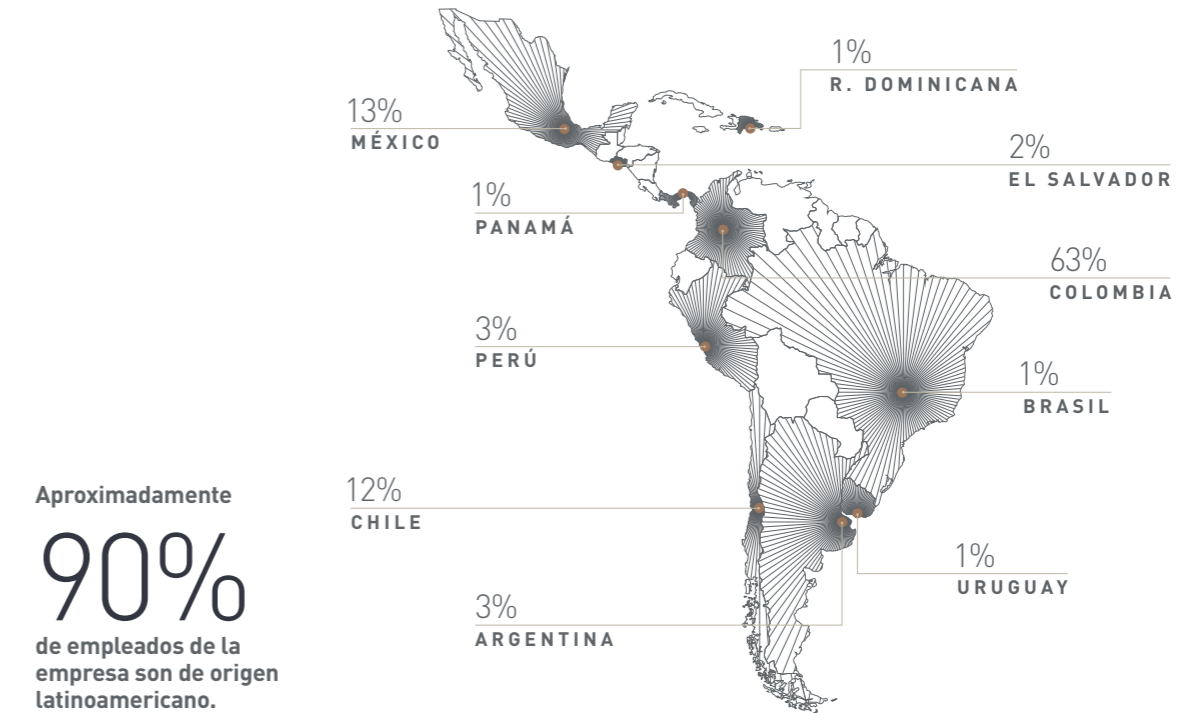 1%
R. DOMINICANA
13%
MÉXICO
2%
EL SALVADOR
1%
PANAMÁ
63%
COLOMBIA
3%
PERÚ
1%
BRASIL
12%
CHILE
1%
URUGUAY
3%
ARGENTINA
Aproximadamente
90%
de empleados de la
empresa son de origen
latinoamericano.